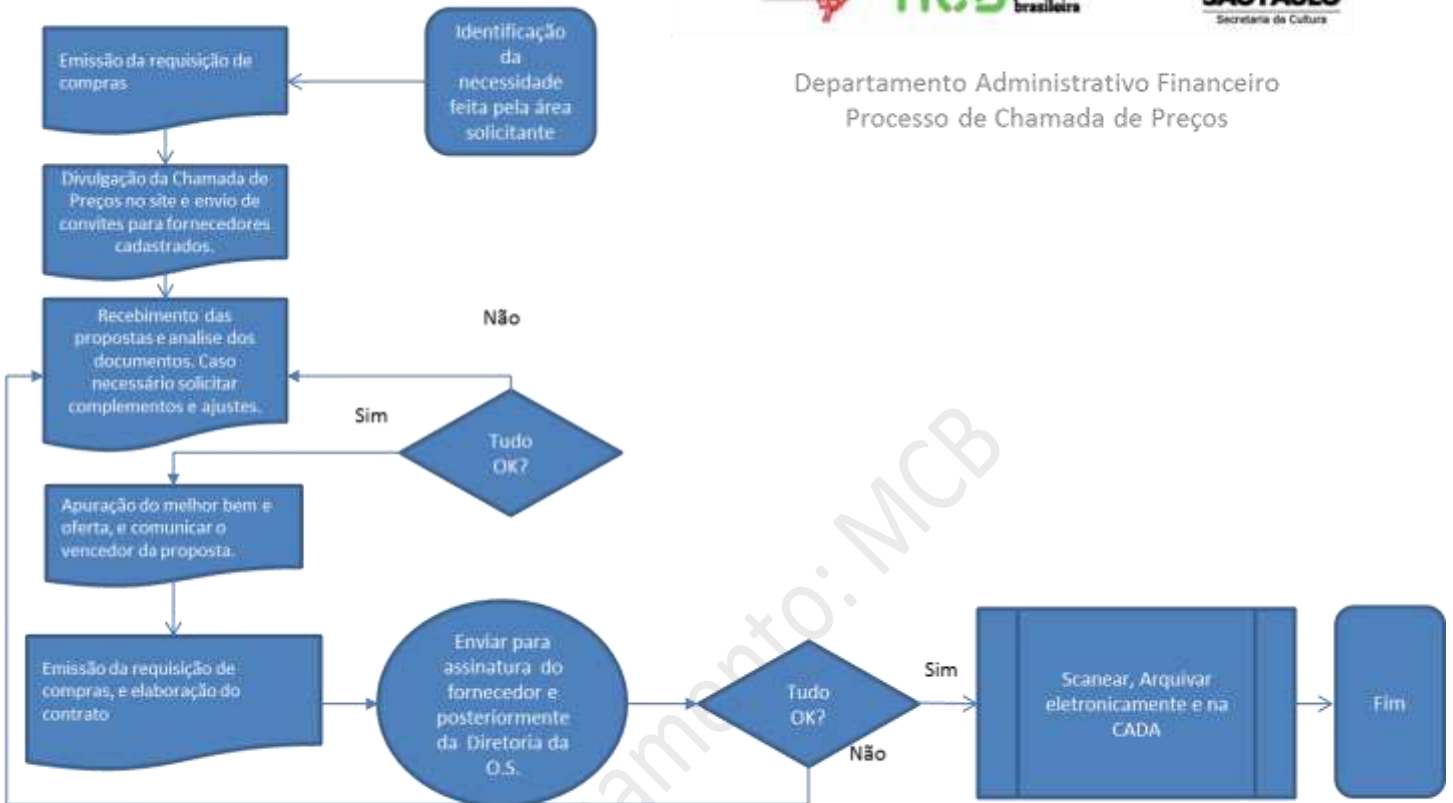 brasileira
SÃO PAULO
Secretaria da Cultura
Departamento Administrativo Financeiro
Processo de Chamada de Preços
Identificação
da
necessidade
feita pela área
solicitante
Emissão da requisição de
compras
Divulgação da Chamada de
Preços no site e envio de
convites para fornecedores
cadastrados.
Recebimento das
propostas e analise dos
documentos. Caso
necessário solicitar
complementos e ajustes.
Não
Sim
Tudo
OK?
Apuração do melhor bem e
oferta, e comunicar o
vencedor da proposta.
Emissão da requisição de
compras, e elaboração do
contrato
Enviar para
assinatura do
fornecedor e
posteriormente
da Diretoria da
O.S.
Tudo
OK?
Sim
Não
Scanear, Arquivar
eletronicamente e na
CADA
Fim
amento: MCB